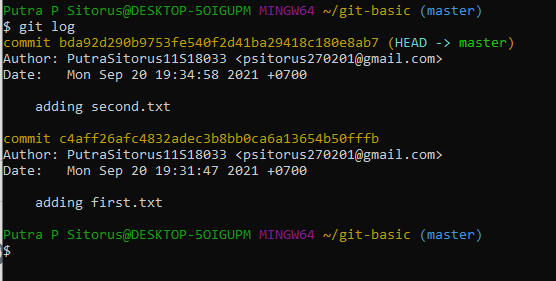 Putra P Sitorus@DESKTOP-5OIGUPM MINGW64 ~/git-basic (master)
$ git log
commit bda92d290b9753fe540f2d41ba29418c180e8ab7 (HEAD -> master)
Author: PutraSitorus11S18033 <psitorus270201@gmail.com>
Date:   Mon Sep 20 19:34:58 2021 +0700
    adding second.txt
commit c4aff26afc4832adec3b8bb0ca6a13654b50fffb
Author: PutraSitorus11S18033 <psitorus270201@gmail.com>
Date:   Mon Sep 20 19:31:47 2021 +0700
    adding first.txt
Putra P Sitorus@DESKTOP-5OIGUPM MINGW64 ~/git-basic (master)
$